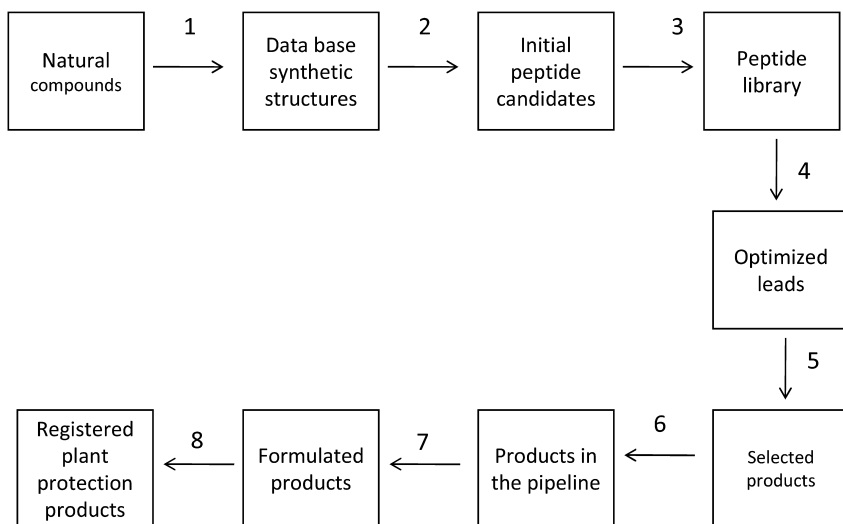 1
2
3
Natural
compounds
Data base
synthetic
structures
Initial
peptide
candidates
Peptide
library
4
Optimized
leads
5
Registered
plant
protection
products
8
Formulated
products
7
Products in
the pipeline
6
Selected
products